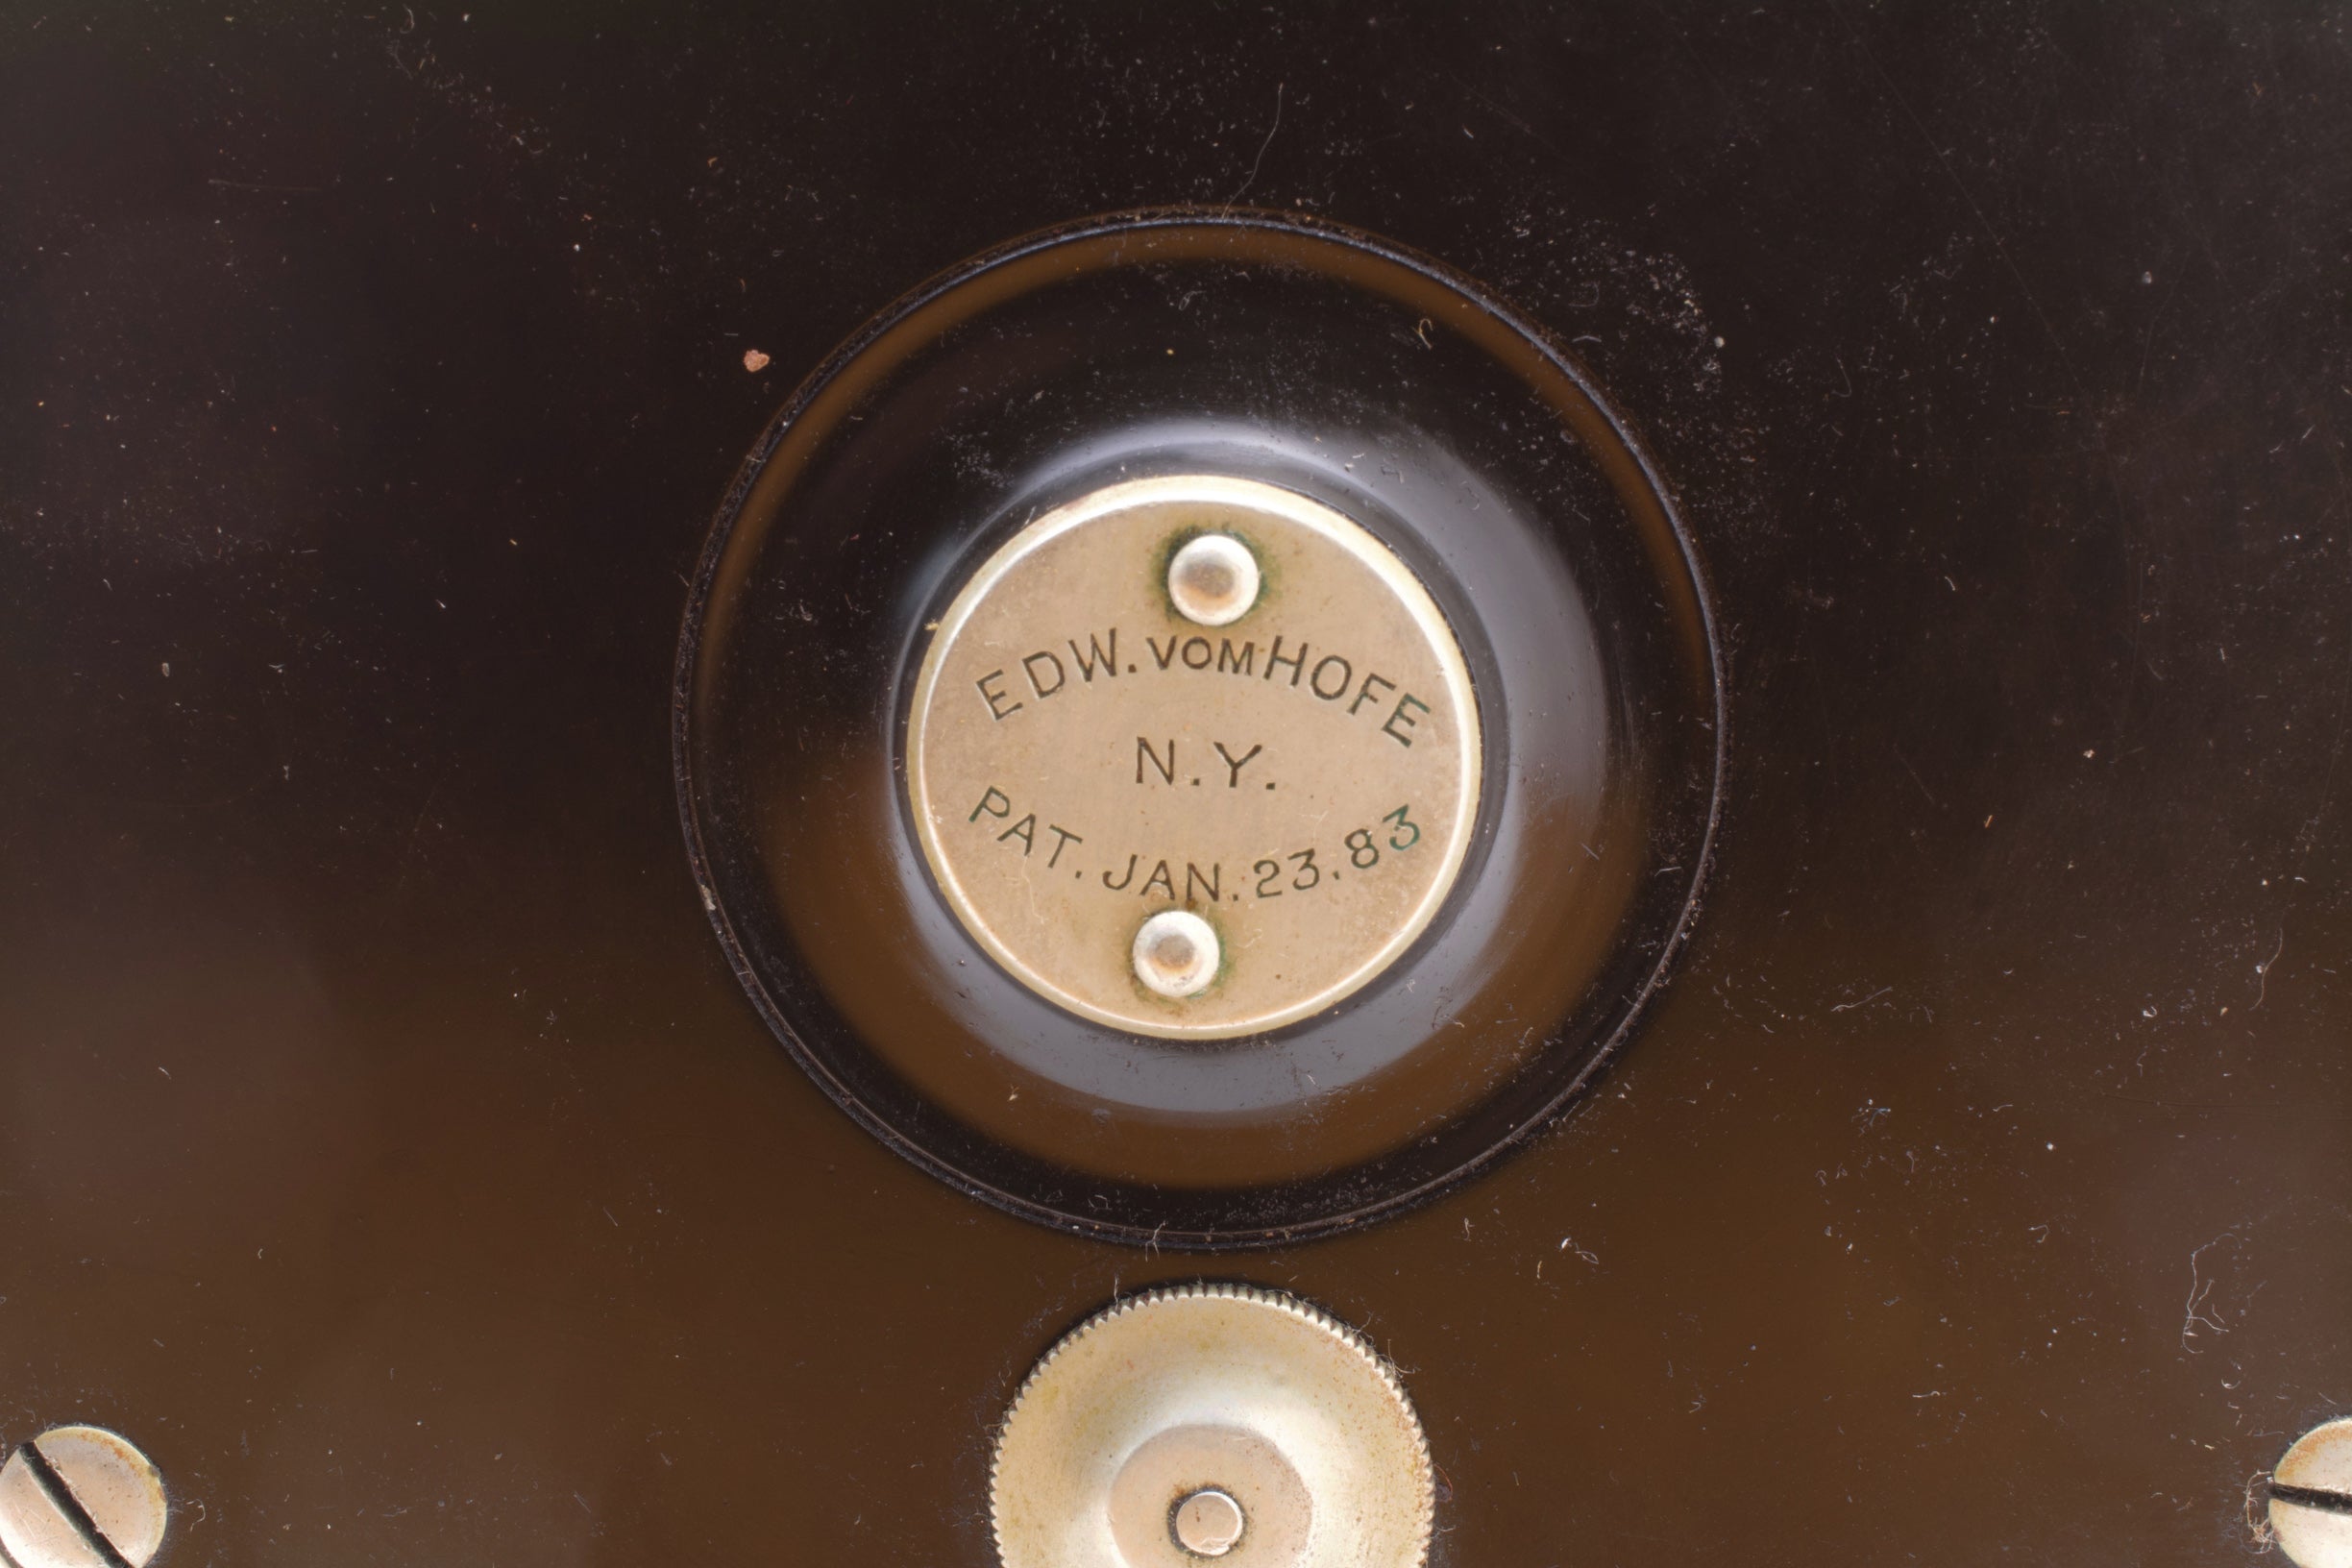 EDW. VOM HOFE
N.Y.
PAT. JAN. 23. 83